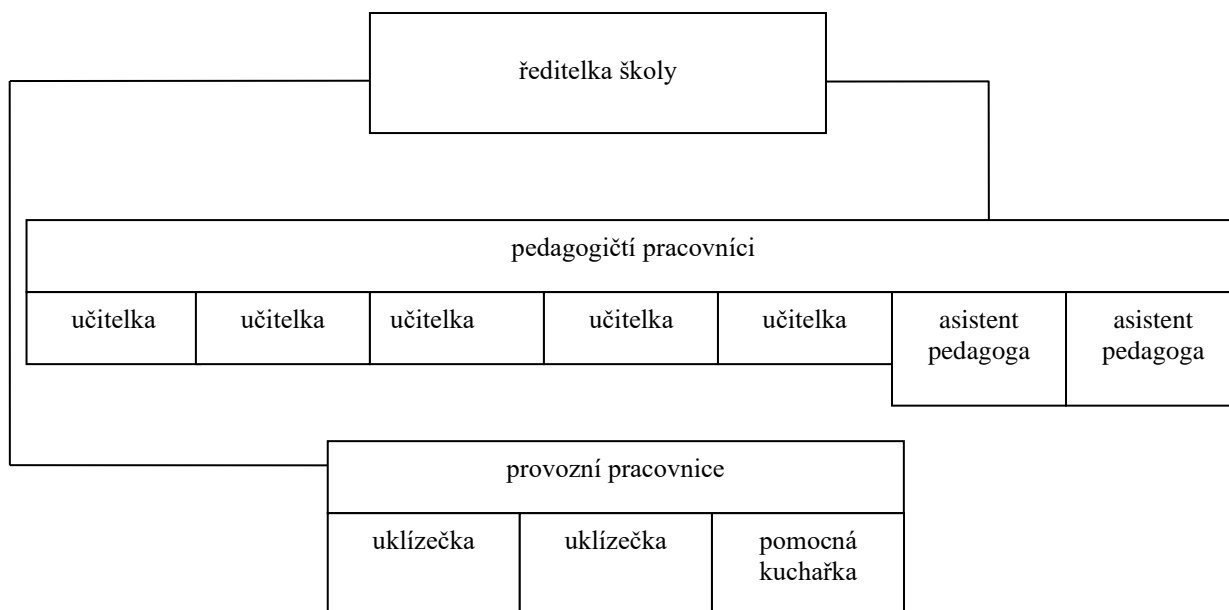 ředitelka školy
pedagogičtí pracovníci
učitelka
učitelka
učitelka
učitelka
učitelka
asistent
pedagoga
asistent
pedagoga
provozní pracovnice
uklízečka
uklízečka
pomocná
kuchařka